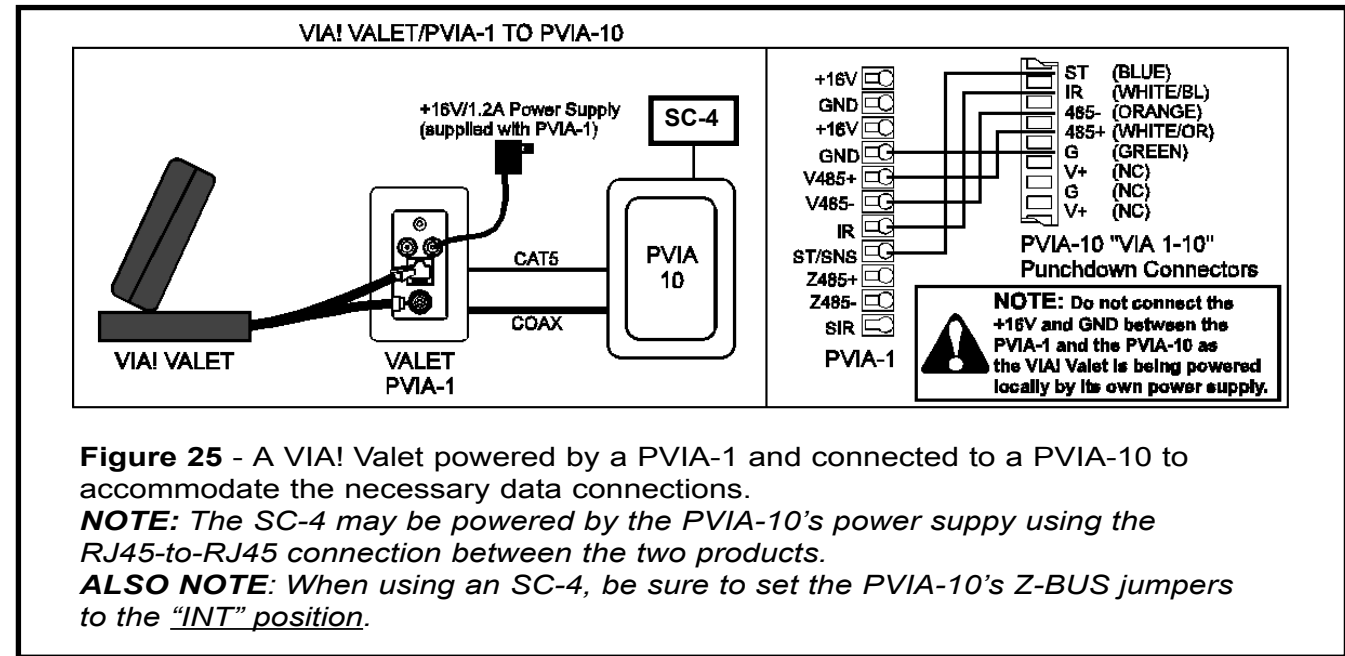 VIA! VALET/PVIA-1 TO PVIA-10
+16V/1.2A Power Supply
(supplied with PVIA-1)
SC-4
CAT5
COAX
PVIA
10
VIA! VALET
VALET
PVIA-1
+16V
GND
+16V
GND
V485+
V485-
IR
ST/SNS
Z485+
Z485-
SIR
PVIA-1
ST (BLUE)
IR (WHITE/BL)
485- (ORANGE)
485+ (WHITE/OR)
G (GREEN)
V+ (NC)
G (NC)
V+ (NC)
PVIA-10 "VIA 1-10"
Punchdown Connectors
NOTE: Do not connect the
+16V and GND between the
PVIA-1 and the PVIA-10 as
the VIA! Valet is being powered
locally by its own power supply.
Figure 25 - A VIA! Valet powered by a PVIA-1 and connected to a PVIA-10 to
accommodate the necessary data connections.
NOTE: The SC-4 may be powered by the PVIA-10's power suppy using the
RJ45-to-RJ45 connection between the two products.
ALSO NOTE: When using an SC-4, be sure to set the PVIA-10's Z-BUS jumpers
to the "INT" position.